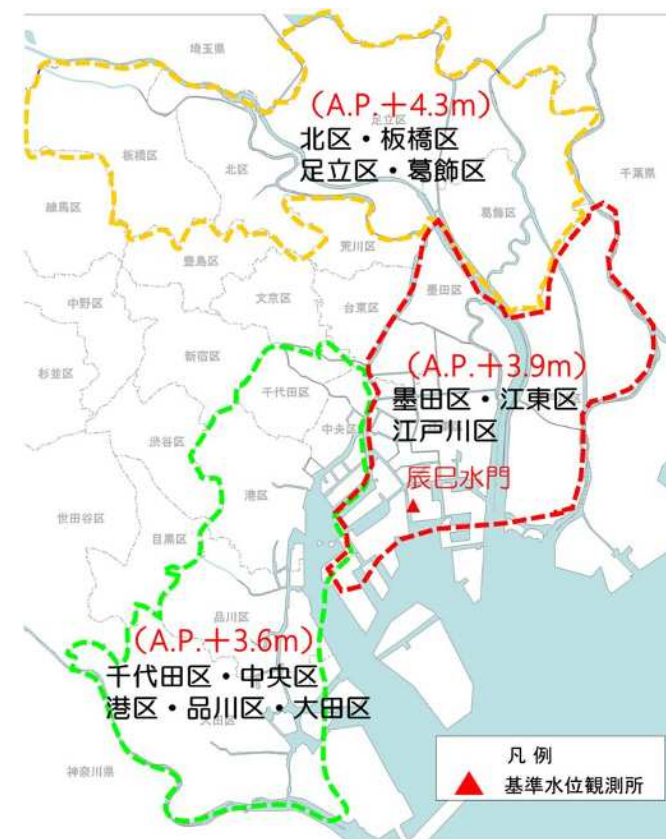 埼玉県
(A.P.+4.3m)
足立区
北区・板橋区
足立区・葛飾区
板橋区
北区
千葉県
練馬区
葛飾区
荒川区
豊島区
墨田区
文京区
台東区
中野区
新宿区
杉並区
(A.P.+3.9m)
墨田区・江東区
江戸川区
千代田区
中央区
渋谷区
辰巳水門
港区
世田谷区
目黒区
品川区
(A.P.+3.6m)
千代田区・中央区
港区・品川区・大田区
大田区
神奈川県
凡 例
基準水位観測所